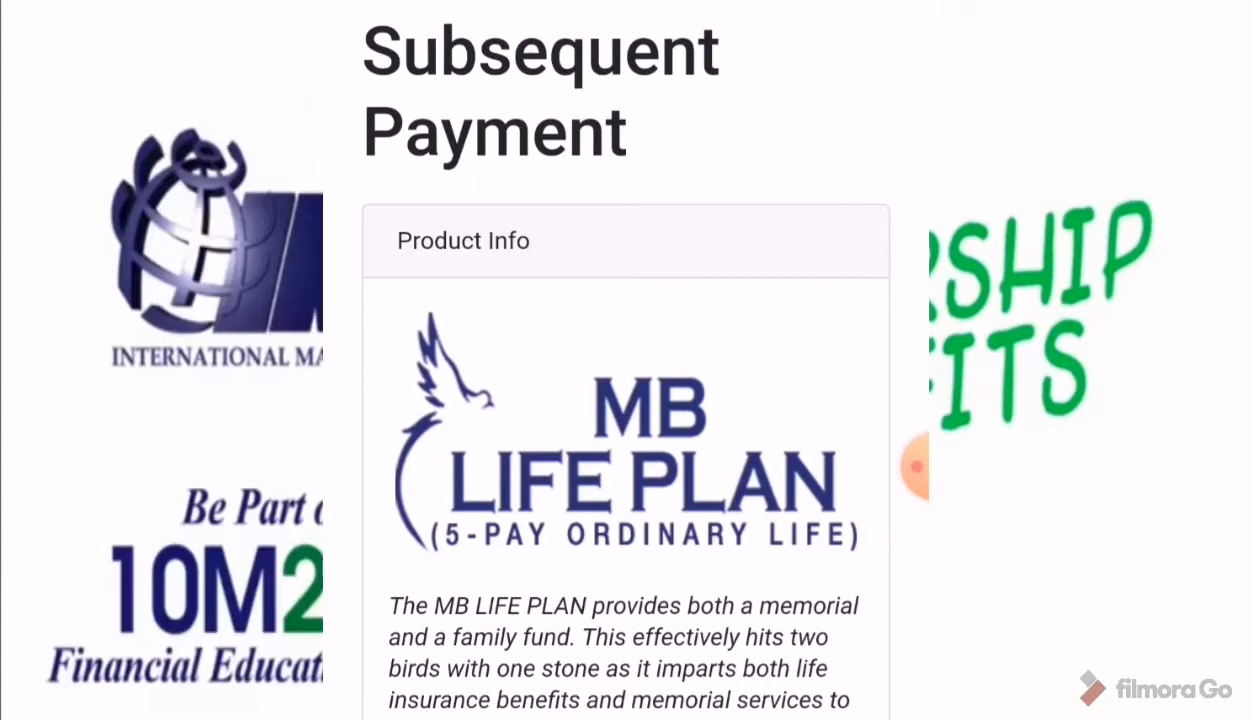 Subsequent
Payment
Product Info
MB
LIFE PLAN
(5-PAY ORDINARY LIFE)
The MB LIFE PLAN provides both a memorial
and a family fund. This effectively hits two
birds with one stone as it imparts both life
insurance benefits and memorial services to
INTERNATIONAL MA
Be Part o
10M2
Financial Educat
RSHIP
FITS
filmora Go